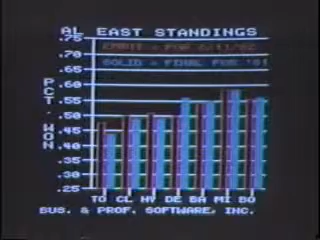 AL EAST STANDINGS
.75
.70
.65
.60
.55
.50
.45
.40
.35
.30
.25
PCT. WON
TO CL NY DE BA MI BO
BUS. & PROF. SOFTWARE, INC.
SOLID = FINAL FOR '81